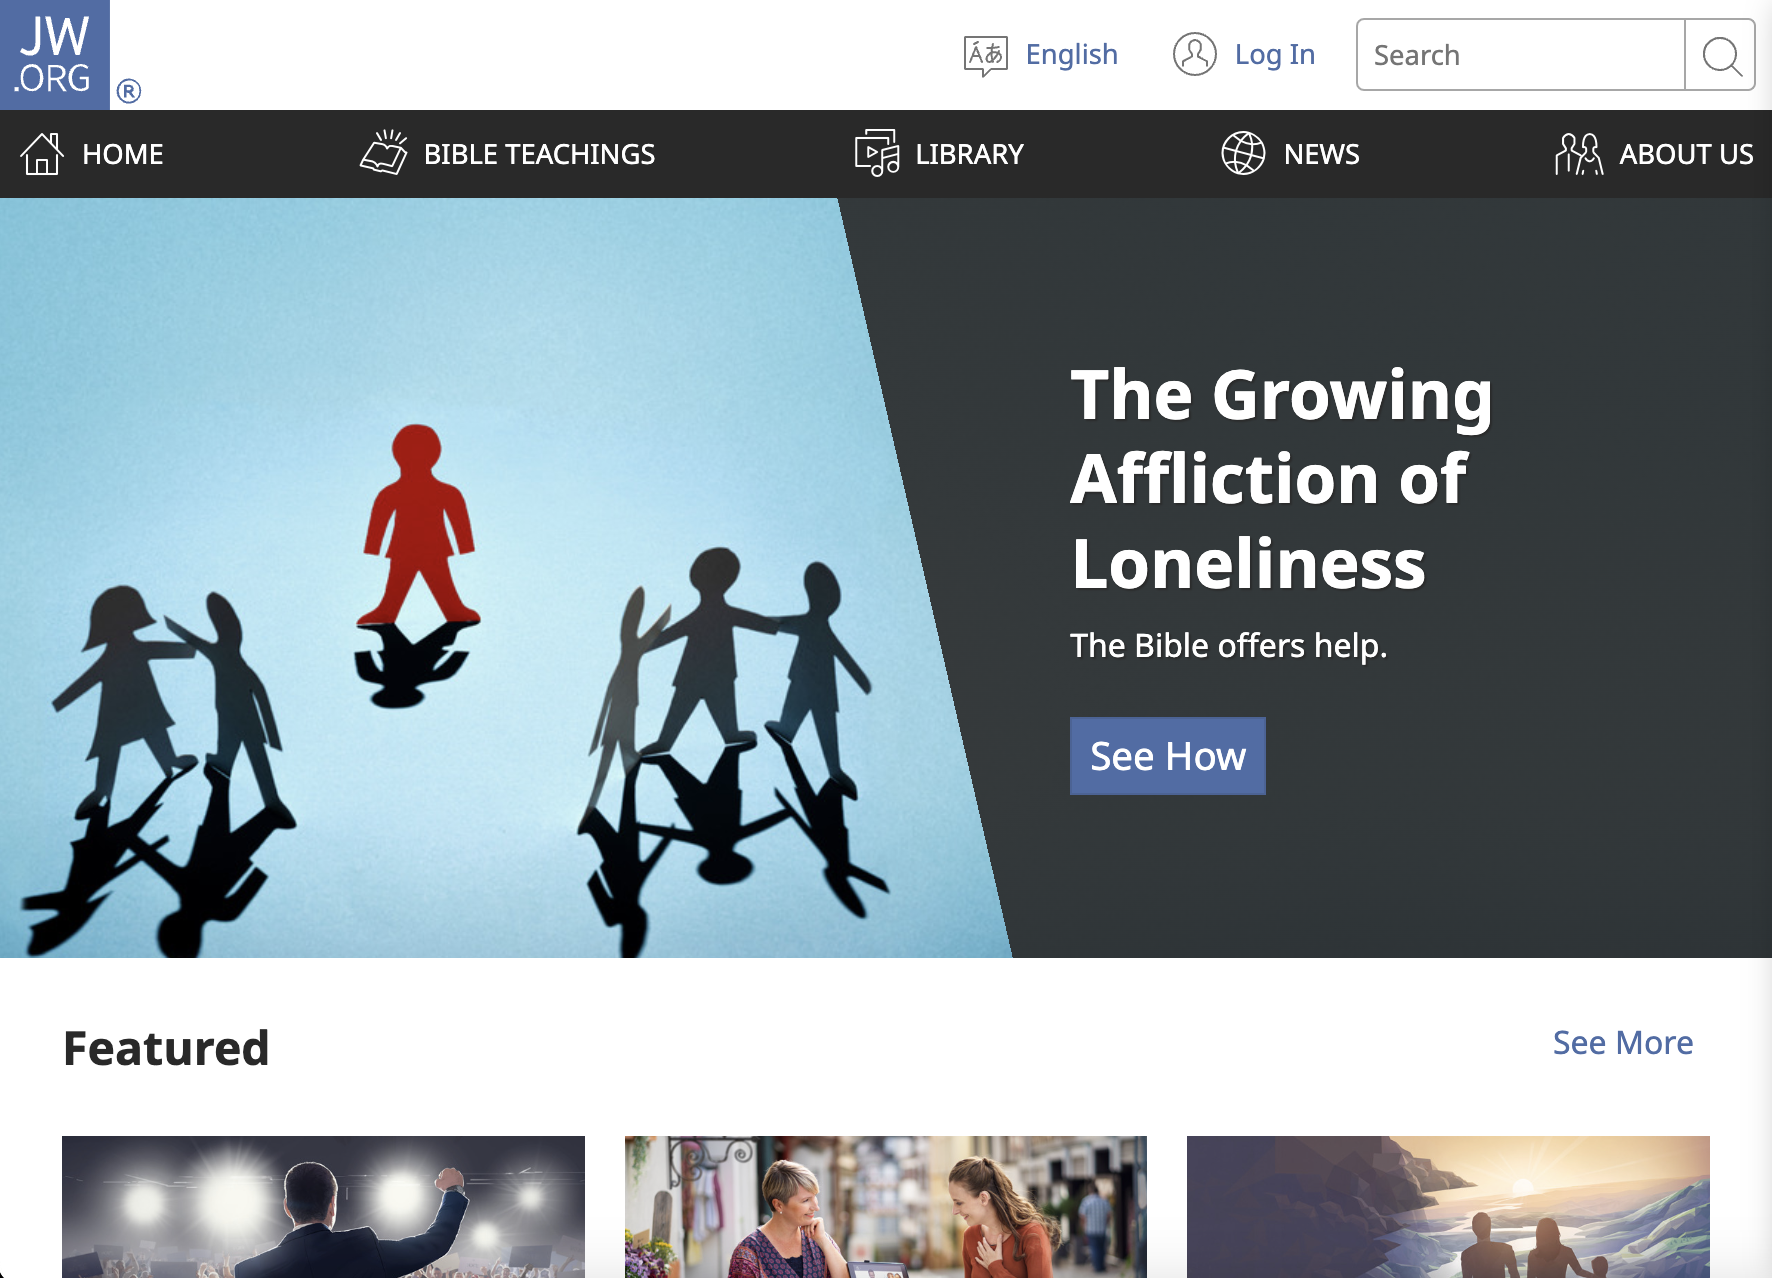 JW
.ORG
®
English
Log In
Search
HOME
BIBLE TEACHINGS
LIBRARY
NEWS
ABOUT US
The Growing
Affliction of
Loneliness
The Bible offers help.
See How
Featured
See More